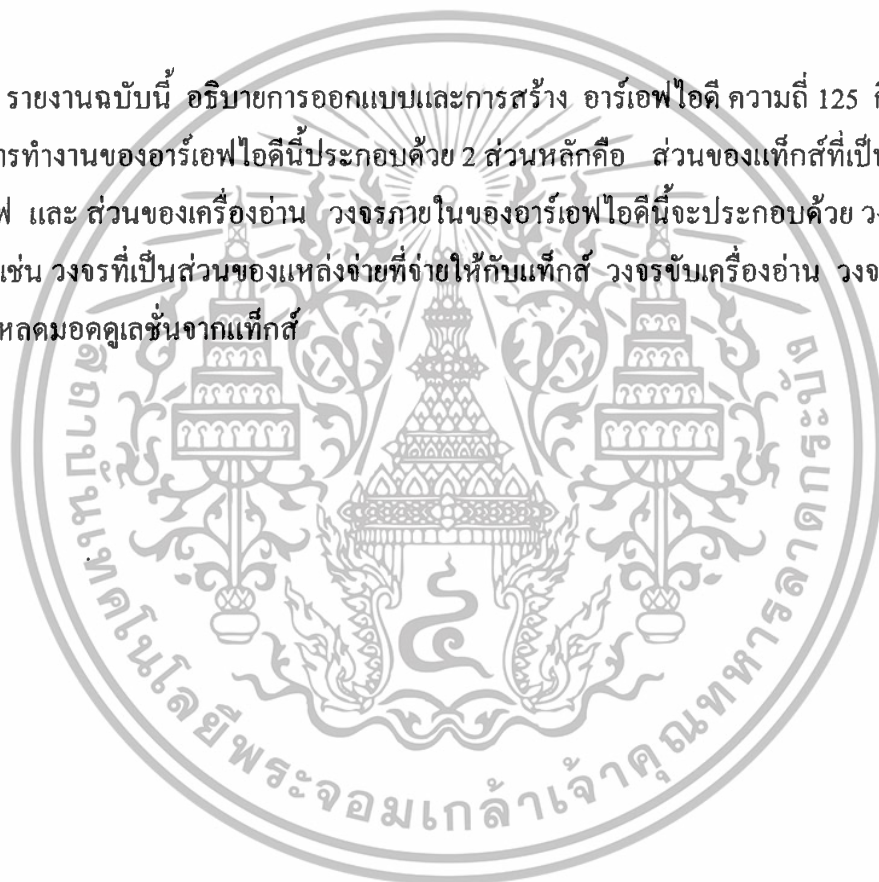 รายงานฉบับนี้ อธิบายการออกแบบและการสร้าง อาร์เอฟไอดี ความถี่ 125
ารทำงานของอาร์เอฟไอดีนี้ประกอบด้วย 2 ส่วนหลักคือ ส่วนของแท็กส์ที่เป็น
ฟ และ ส่วนของเครื่องอ่าน วงจรภายในของอาร์เอฟไอดีนี้จะประกอบด้วย
เช่น วงจรที่เป็นส่วนของแหล่งจ่ายที่จ่ายให้กับแท็กส์ วงจรขับเครื่องอ่าน
หลดมอดดูเลชั่นจากแท็กส์
สถาบันเทคโนโลยีพระจอมเกล้าเจ้าคุณทหารลาดกระบัง